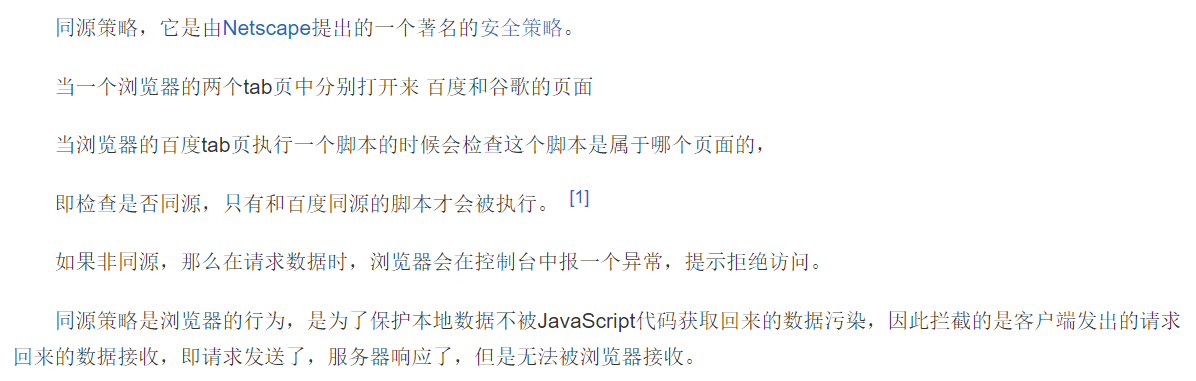 同源策略，它是由Netscape提出的一个著名的安全策略。
当一个浏览器的两个tab页中分别打开来 百度和谷歌的页面
当浏览器的百度tab页执行一个脚本的时候会检查这个脚本是属于哪个页面的，
即检查是否同源，只有和百度同源的脚本才会被执行。 [1]
如果非同源，那么在请求数据时，浏览器会在控制台中报一个异常，提示拒绝访问。
同源策略是浏览器的行为，是为了保护本地数据不被JavaScript代码获取回来的数据污染，因此拦截的是客户端发出的请求
回来的数据接收，即请求发送了，服务器响应了，但是无法被浏览器接收。